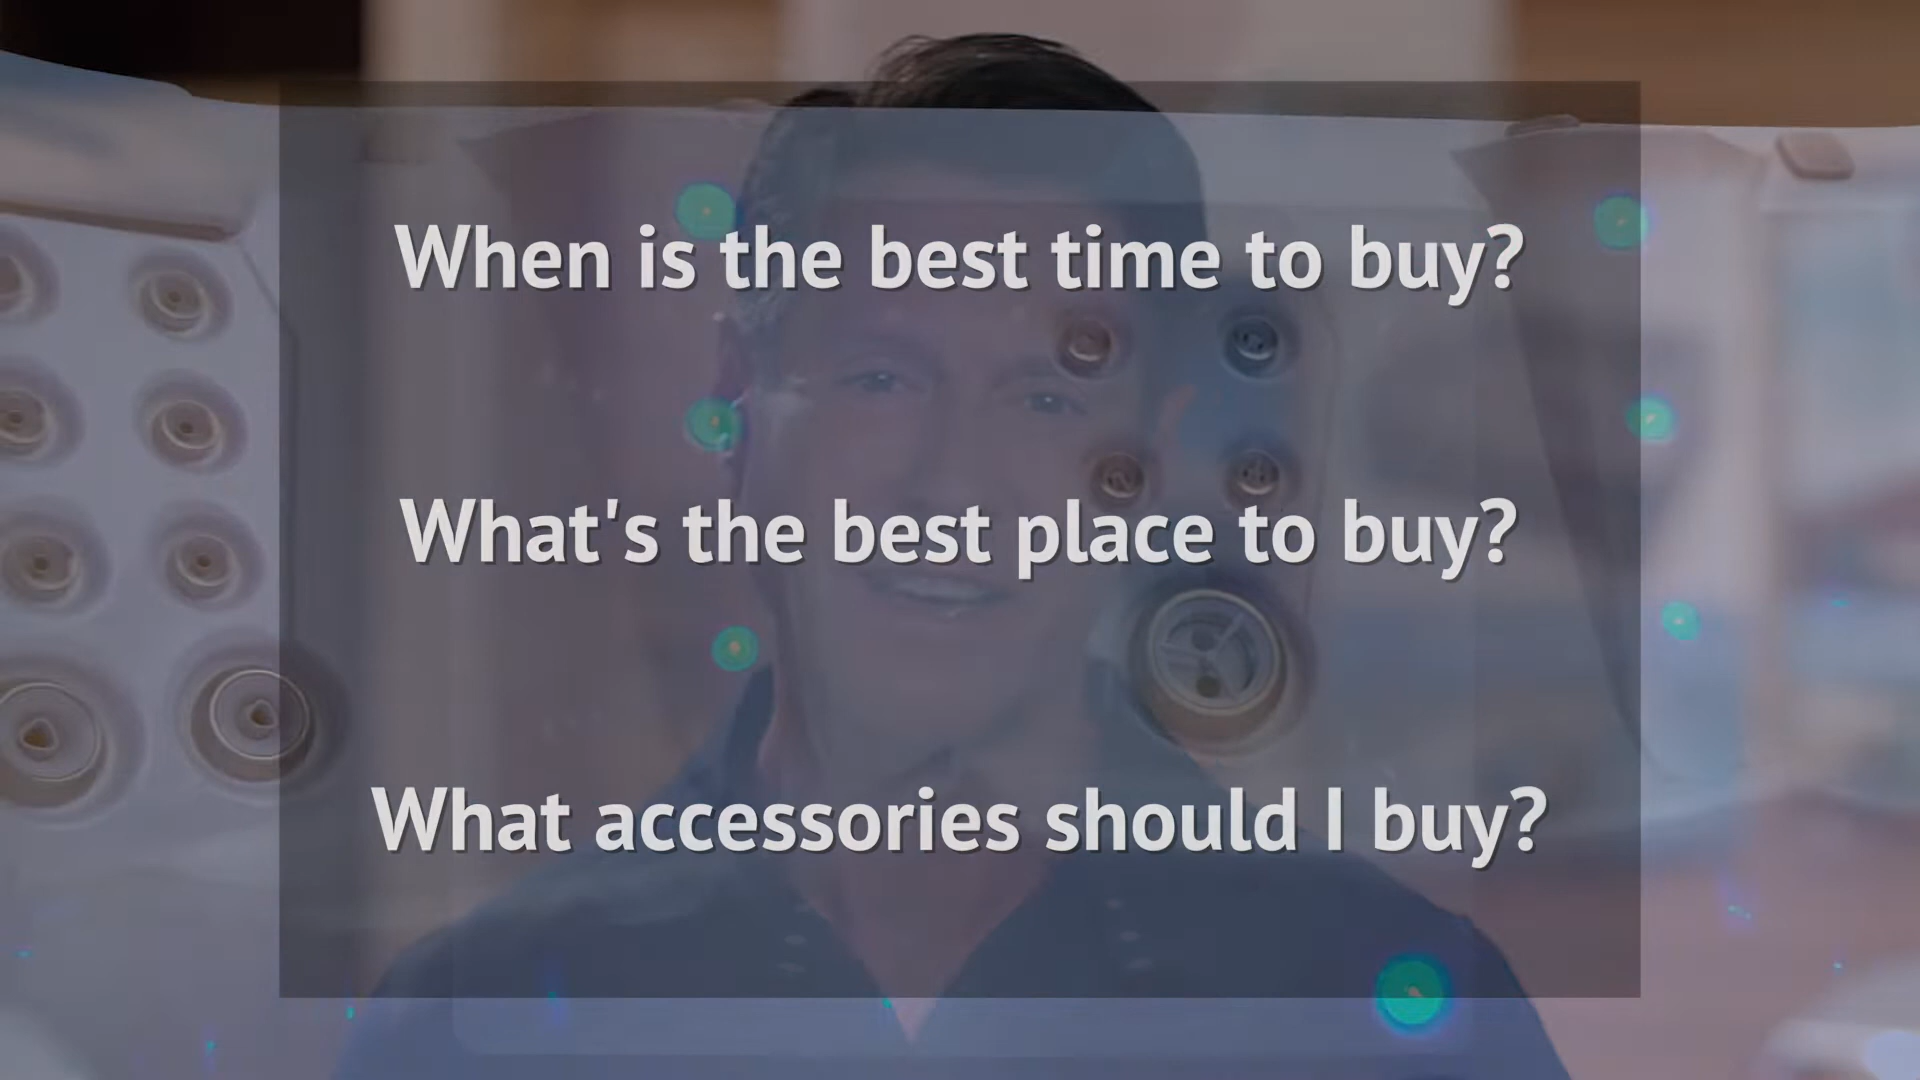 When is the best time to buy?
What's the best place to buy?
What accessories should I buy?